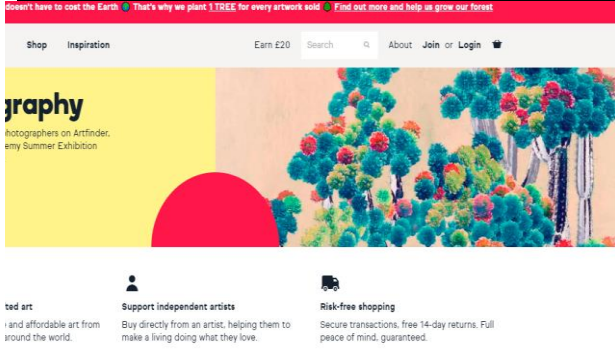 doesn't have to cost the Earth That's why we plant 1 TREE for every artwork sold Find out more and help us grow our forest
Shop Inspiration Earn £20 Search About Join or Login
graphy
photographers on Artfinder,
emy Summer Exhibition
ted art Support independent artists Risk-free shopping
and affordable art from Buy directly from an artist, helping them to Secure transactions, free 14-day returns. Full
around the world. make a living doing what they love. peace of mind, guaranteed.